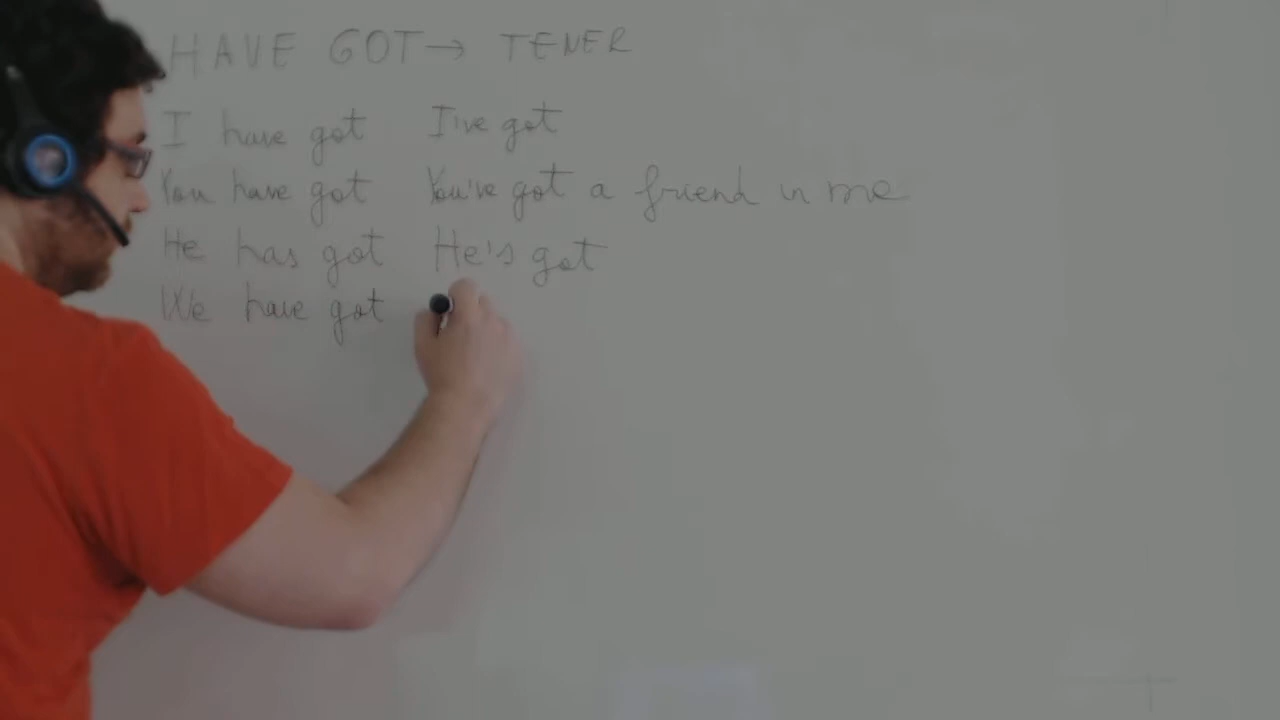 HAVE GOT → TENER
I have got I've got
You have got You've got a friend in me
He has got He's got
We have got